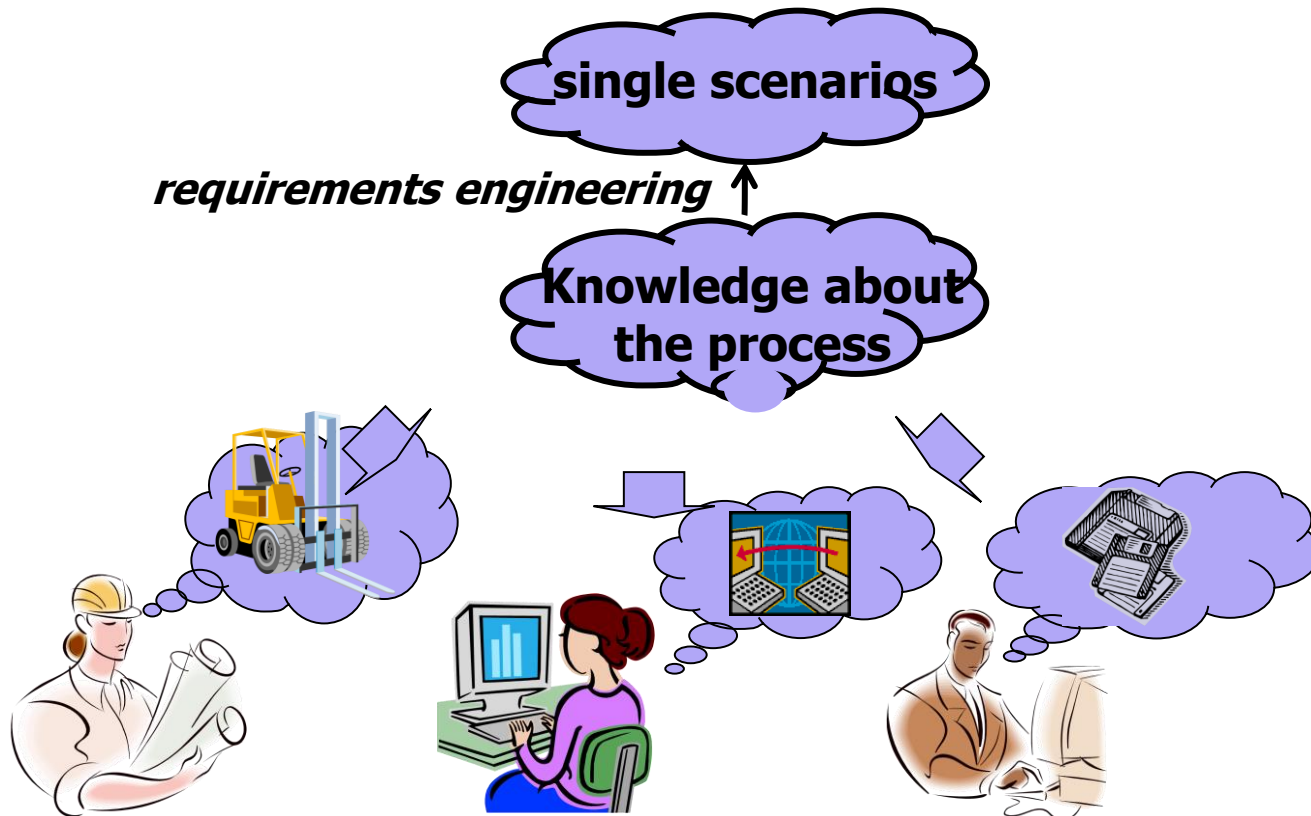 single scenarios
requirements engineering
Knowledge about
the process